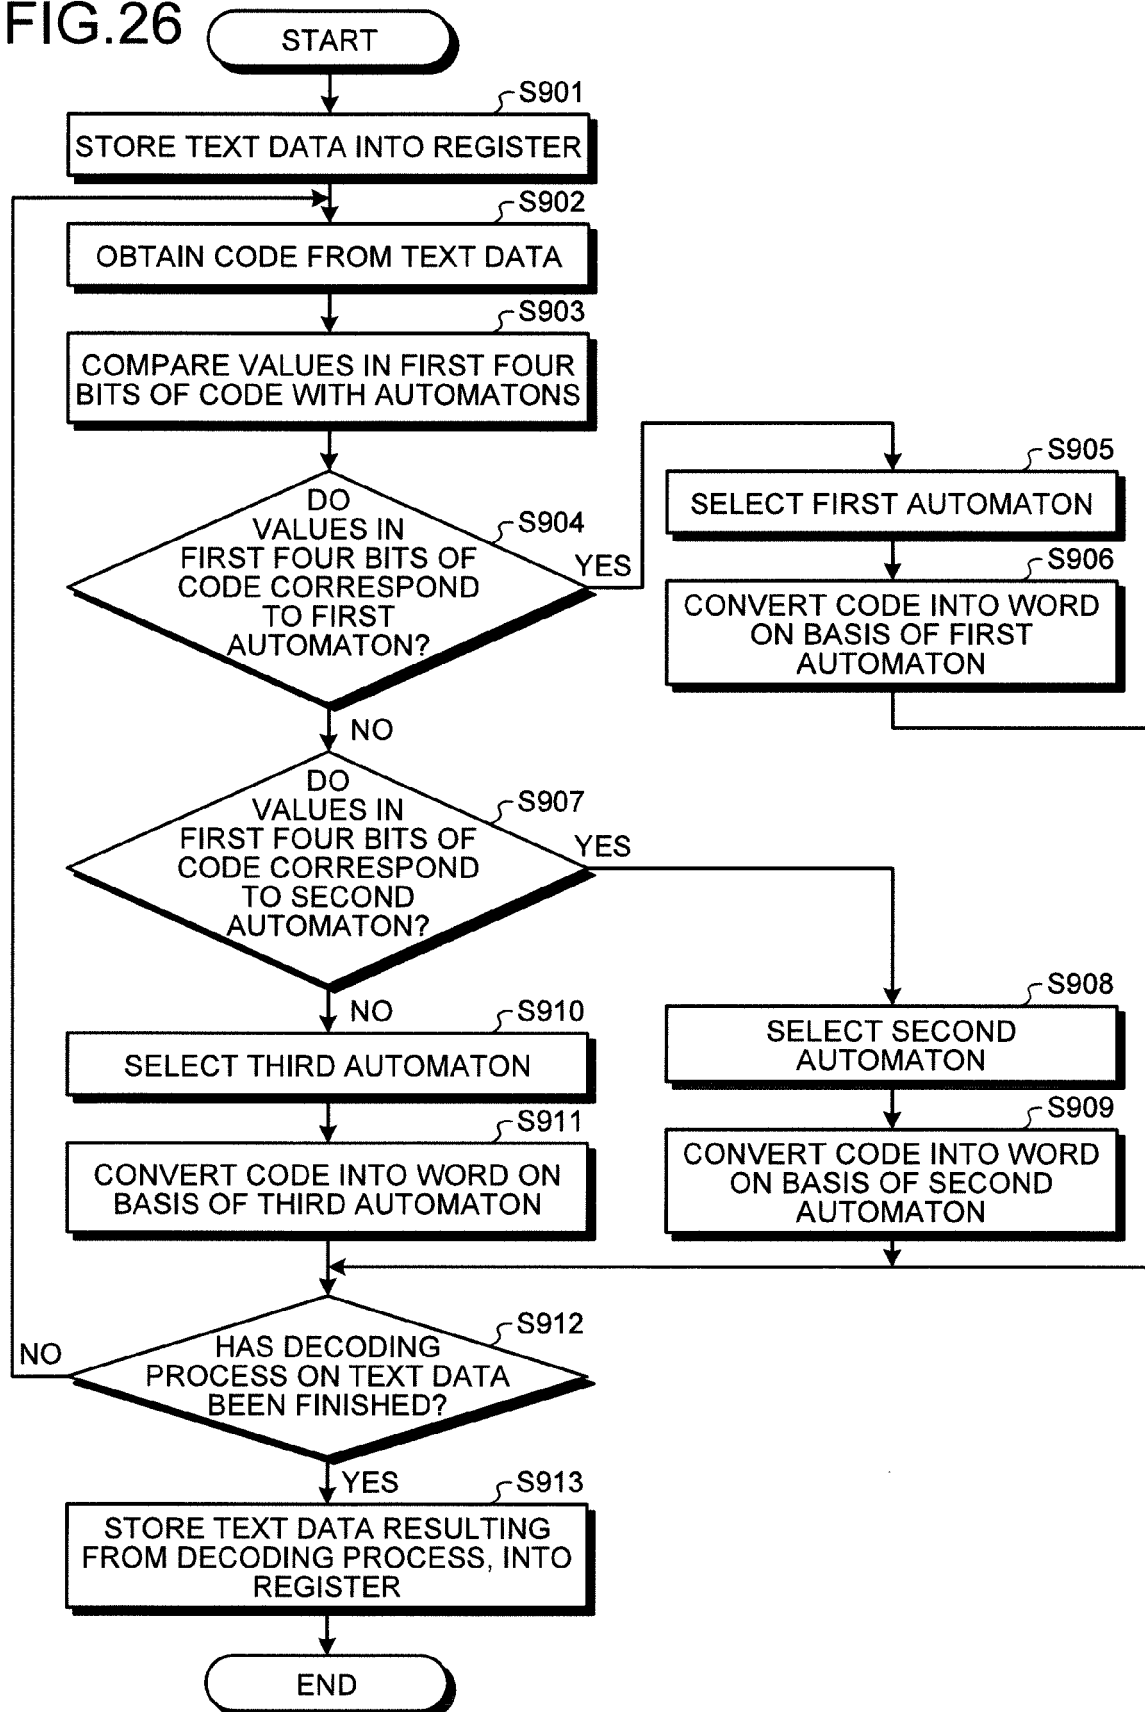 FIG.26
START
S901
STORE TEXT DATA INTO REGISTER
S902
OBTAIN CODE FROM TEXT DATA
S903
COMPARE VALUES IN FIRST FOUR
BITS OF CODE WITH AUTOMATONS
S904
DO
VALUES IN
FIRST FOUR BITS OF
CODE CORRESPOND
TO FIRST
AUTOMATON?
YES
S905
SELECT FIRST AUTOMATON
S906
CONVERT CODE INTO WORD
ON BASIS OF FIRST
AUTOMATON
NO
S907
DO
VALUES IN
FIRST FOUR BITS OF
CODE CORRESPOND
TO SECOND
AUTOMATON?
YES
S908
SELECT SECOND
AUTOMATON
S909
CONVERT CODE INTO WORD
ON BASIS OF SECOND
AUTOMATON
NO
S910
SELECT THIRD AUTOMATON
S911
CONVERT CODE INTO WORD ON
BASIS OF THIRD AUTOMATON
S912
HAS DECODING
PROCESS ON TEXT DATA
BEEN FINISHED?
NO
YES
S913
STORE TEXT DATA RESULTING
FROM DECODING PROCESS, INTO
REGISTER
END